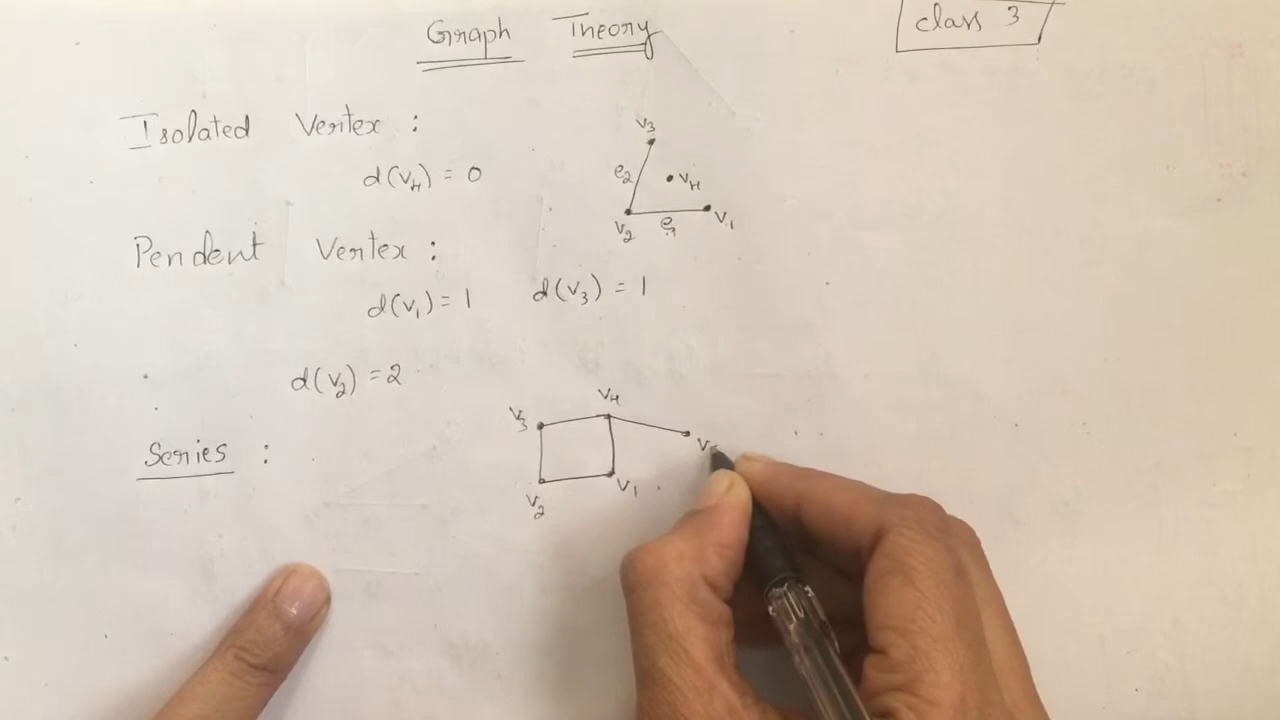 Graph Theory
class 3
Isolated Vertex :
d(v4) = 0
v3
e2
v4
v2 e1 v1
Pendent Vertex :
d(v1) = 1 d(v3) = 1
d(v2) = 2
Series :
v3 v4
v2 v1